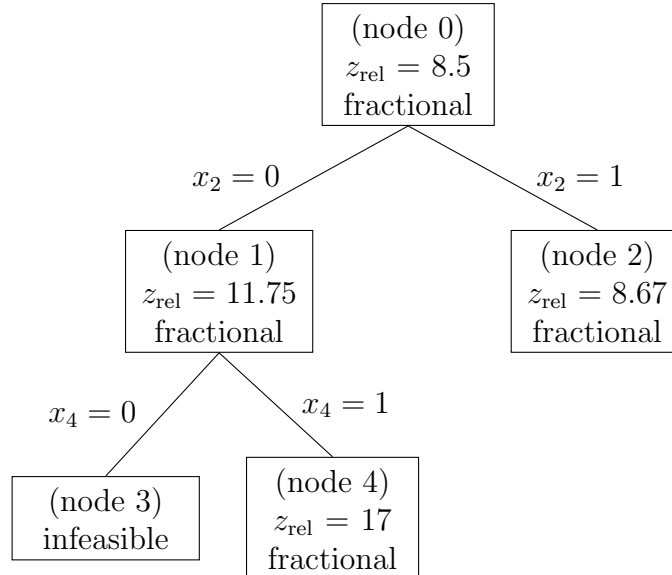 (node 0)
z_rel = 8.5
fractional
x_2 = 0
x_2 = 1
(node 1)
z_rel = 11.75
fractional
(node 2)
z_rel = 8.67
fractional
x_4 = 0
x_4 = 1
(node 3)
infeasible
(node 4)
z_rel = 17
fractional